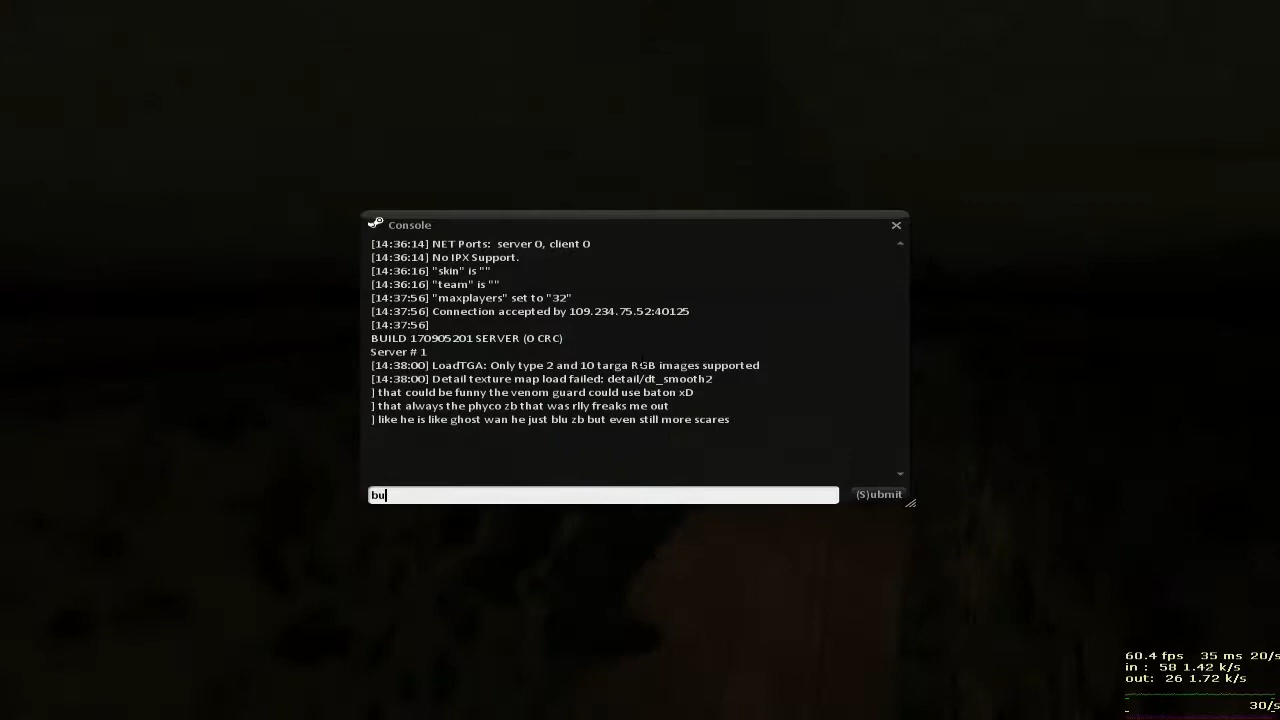 Console
[14:36:14] NET Ports:  server 0, client 0
[14:36:14] No IPX Support.
[14:36:16] "skin" is ""
[14:36:16] "team" is ""
[14:37:56] "maxplayers" set to "32"
[14:37:56] Connection accepted by 109.234.75.52:40125
[14:37:56]
BUILD 170905201 SERVER (0 CRC)
Server # 1
[14:38:00] LoadTGA: Only type 2 and 10 targa RGB images supported
[14:38:00] Detail texture map load failed: detail/dt_smooth2
] that could be funny the venom guard could use baton xD
] that always the phyco zb that was rlly freaks me out
] like he is like ghost wan he just blu zb but even still more scares
bu
(S)ubmit
60.4 fps   35 ms  20/s
in :  58 1.42 k/s
out:  26 1.72 k/s
30/s